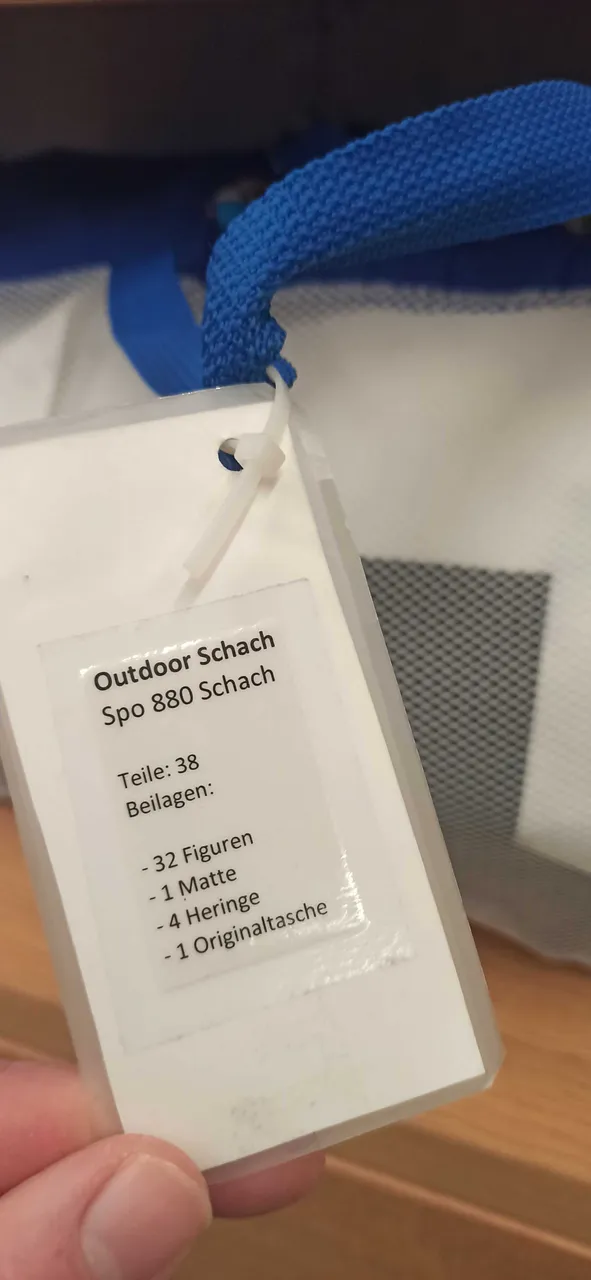 Outdoor Schach
Spo 880 Schach
Teile: 38
Beilagen:
- 32 Figuren
- 1 Matte
- 4 Heringe
- 1 Originaltasche